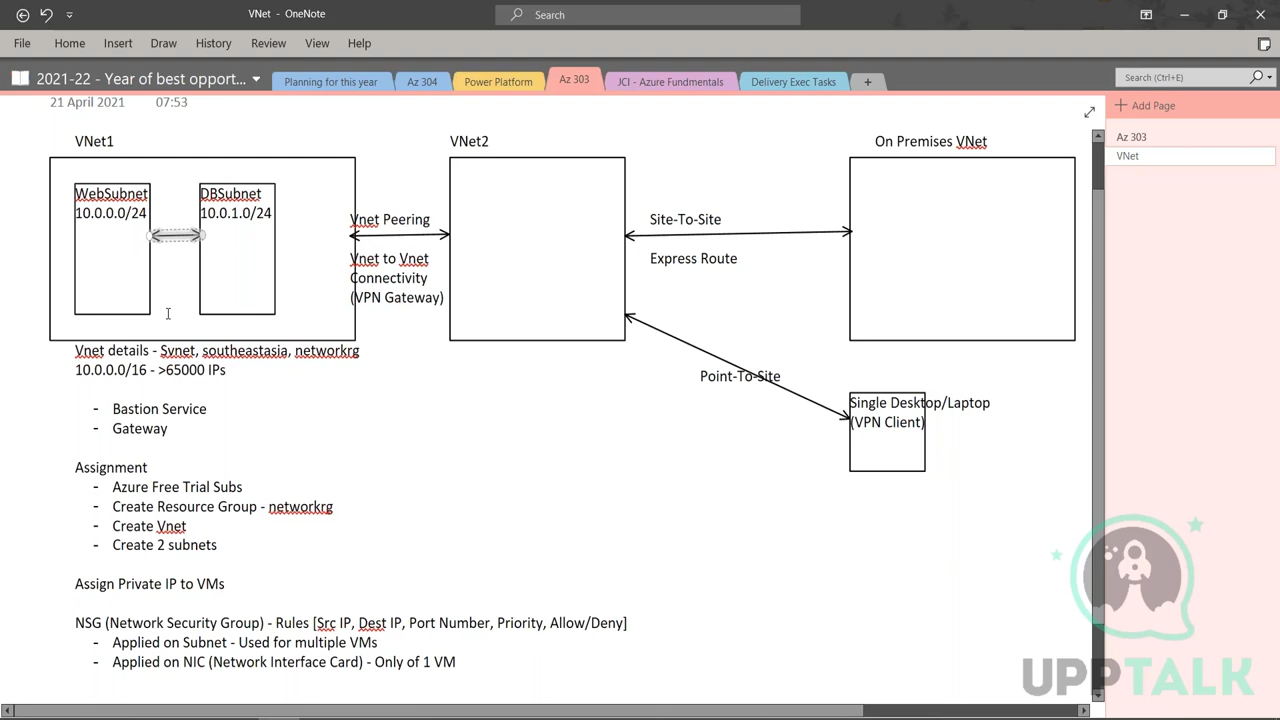 VNet - OneNote
Search
File Home Insert Draw History Review View Help
2021-22 - Year of best opport...
Planning for this year
Az 304
Power Platform
Az 303
JCI - Azure Fundmentals
Delivery Exec Tasks
Search (Ctrl+E)
21 April 2021 07:53
Add Page
Az 303
VNet
VNet1
VNet2
On Premises VNet
WebSubnet
10.0.0.0/24
DBSubnet
10.0.1.0/24
Vnet Peering
Vnet to Vnet
Connectivity
(VPN Gateway)
Site-To-Site
Express Route
Point-To-Site
Single Desktop/Laptop
(VPN Client)
Vnet details - Svnet, southeastasia, networkrg
10.0.0.0/16 - >65000 IPs
- Bastion Service
- Gateway
Assignment
- Azure Free Trial Subs
- Create Resource Group - networkrg
- Create Vnet
- Create 2 subnets
Assign Private IP to VMs
NSG (Network Security Group) - Rules [Src IP, Dest IP, Port Number, Priority, Allow/Deny]
- Applied on Subnet - Used for multiple VMs
- Applied on NIC (Network Interface Card) - Only of 1 VM
UPPTALK